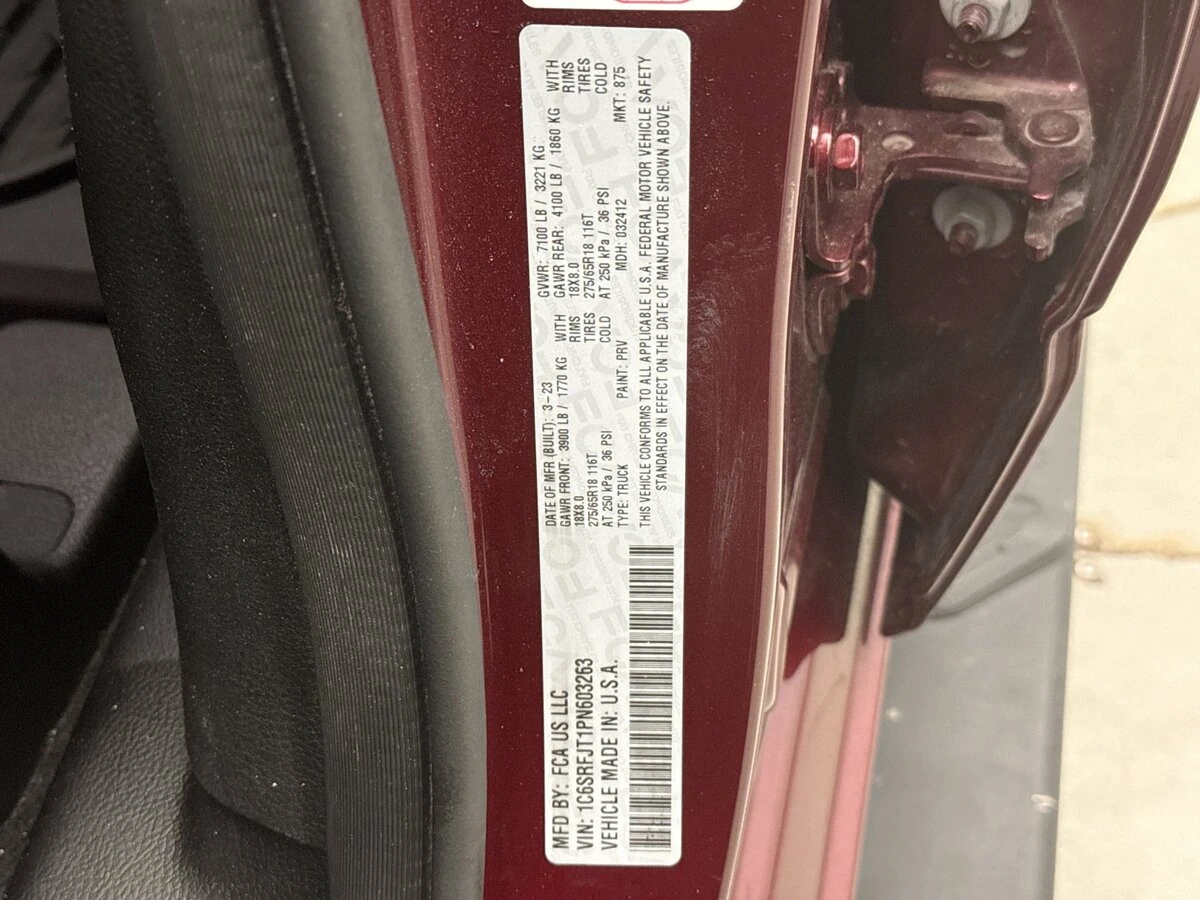 MFD BY: FCA US LLC
VIN: 1C6SRFJT1PN603263
VEHICLE MADE IN: U.S.A.
DATE OF MFR (BUILT): 3-23 GVWR: 7100 LB / 3221 KG
GAWR FRONT: 3900 LB / 1770 KG WITH GAWR REAR: 4100 LB / 1860 KG WITH
18X8.0 RIMS 18X8.0 RIMS
275/65R18 116T TIRES 275/65R18 116T TIRES
AT 250 kPa / 36 PSI COLD AT 250 kPa / 36 PSI COLD
TYPE: TRUCK PAINT: PRV MDH: 032412 MKT: 875
THIS VEHICLE CONFORMS TO ALL APPLICABLE U.S.A. FEDERAL MOTOR VEHICLE SAFETY
STANDARDS IN EFFECT ON THE DATE OF MANUFACTURE SHOWN ABOVE.